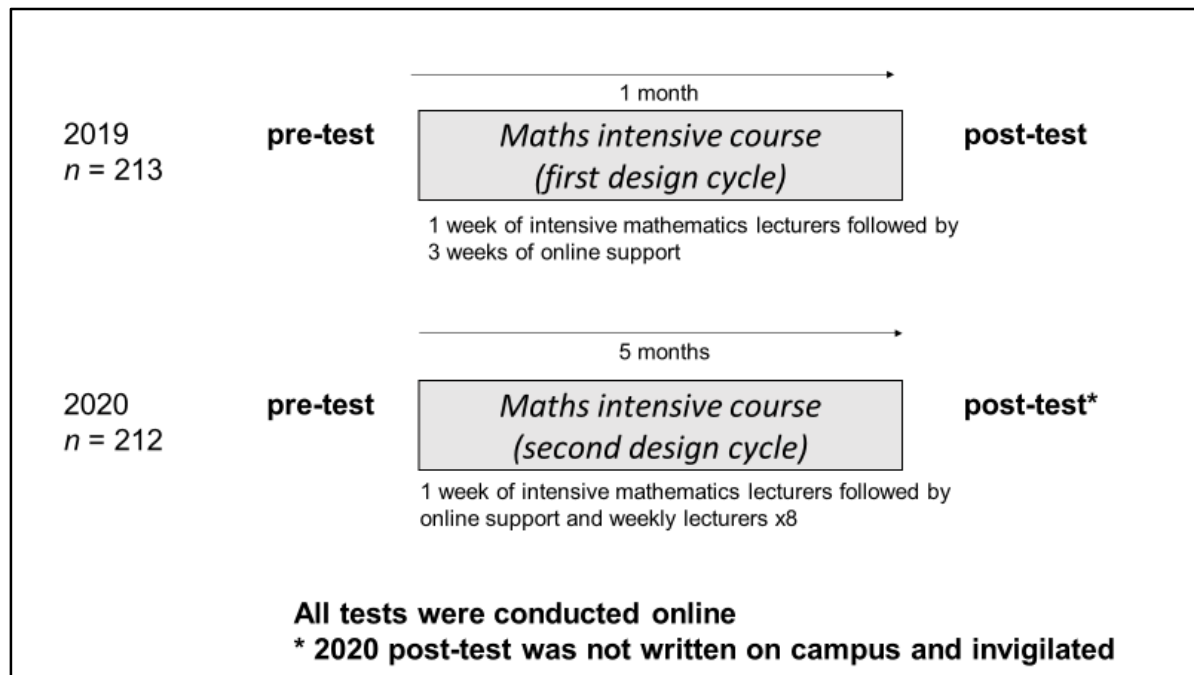 1 month
2019
n = 213
pre-test
Maths intensive course
(first design cycle)
post-test
1 week of intensive mathematics lecturers followed by
3 weeks of online support
5 months
2020
n = 212
pre-test
Maths intensive course
(second design cycle)
post-test*
1 week of intensive mathematics lecturers followed by
online support and weekly lecturers x8
All tests were conducted online
* 2020 post-test was not written on campus and invigilated